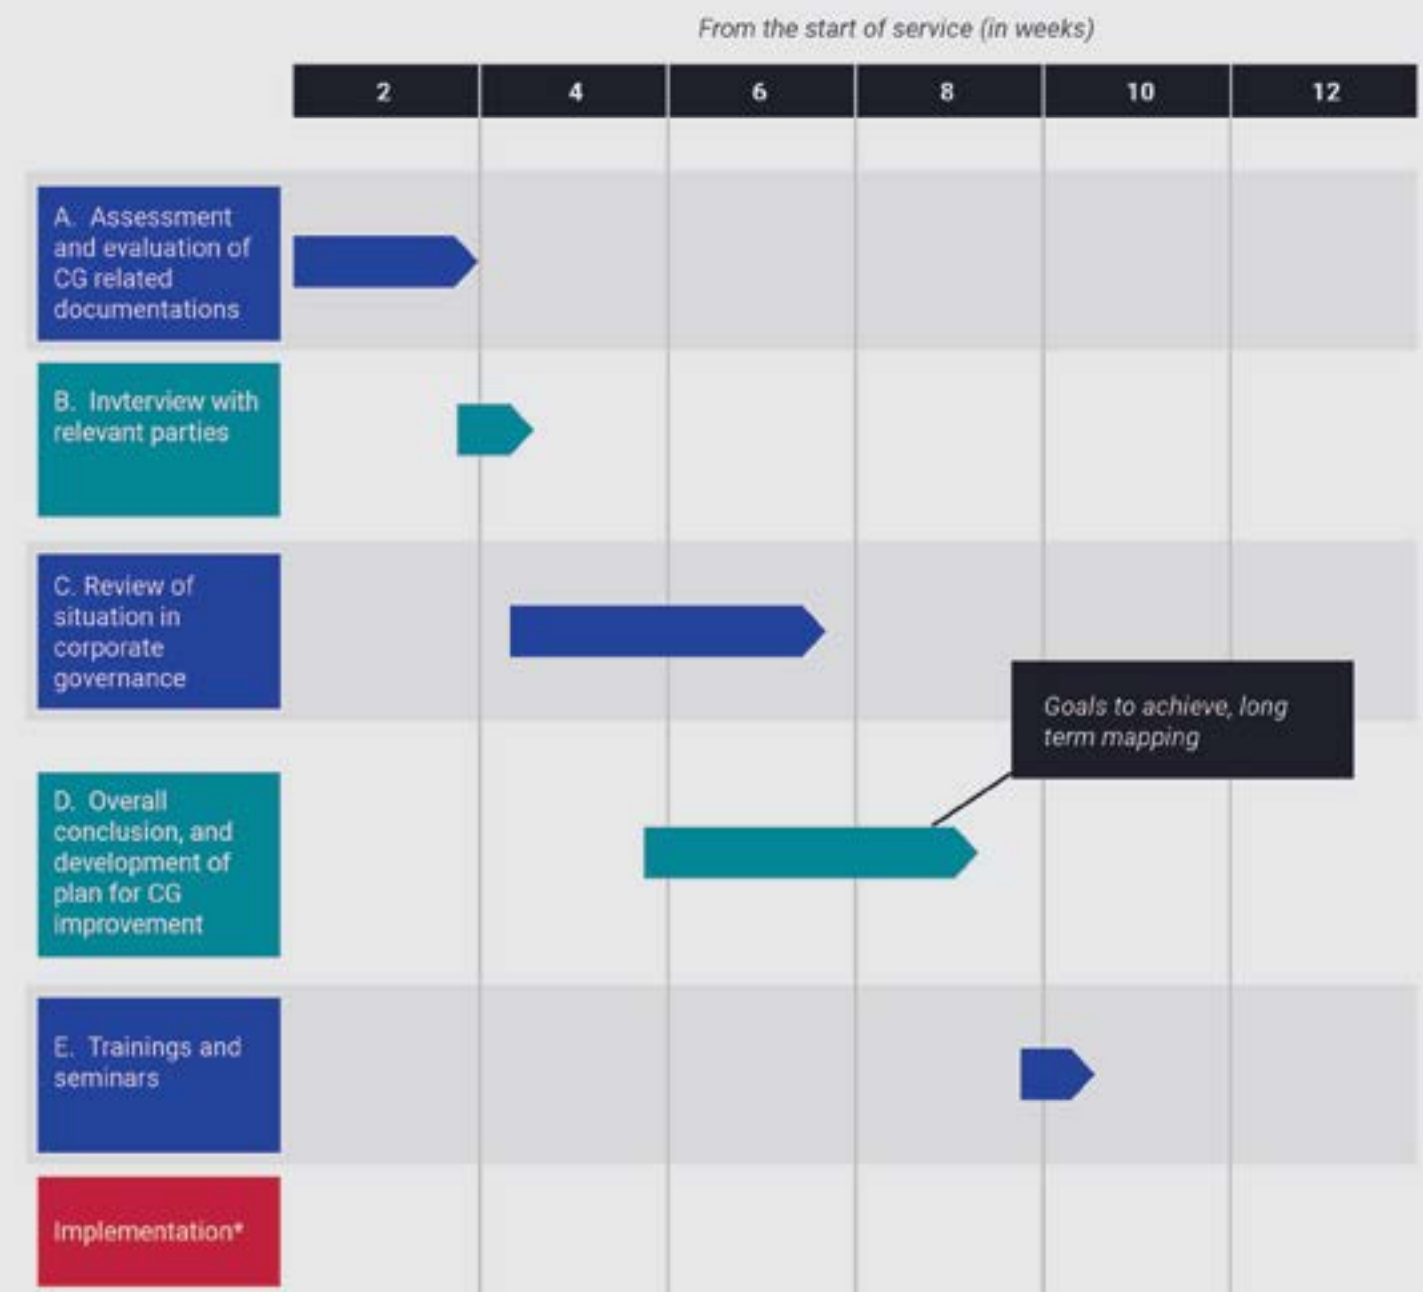 From the start of service (in weeks)
2 4 6 8 10 12
A. Assessment
and evaluation of
CG related
documentations
B. Invterview with
relevant parties
C. Review of
situation in
corporate
governance
Goals to achieve, long
term mapping
D. Overall
conclusion, and
development of
plan for CG
improvement
E. Trainings and
seminars
Implementation*